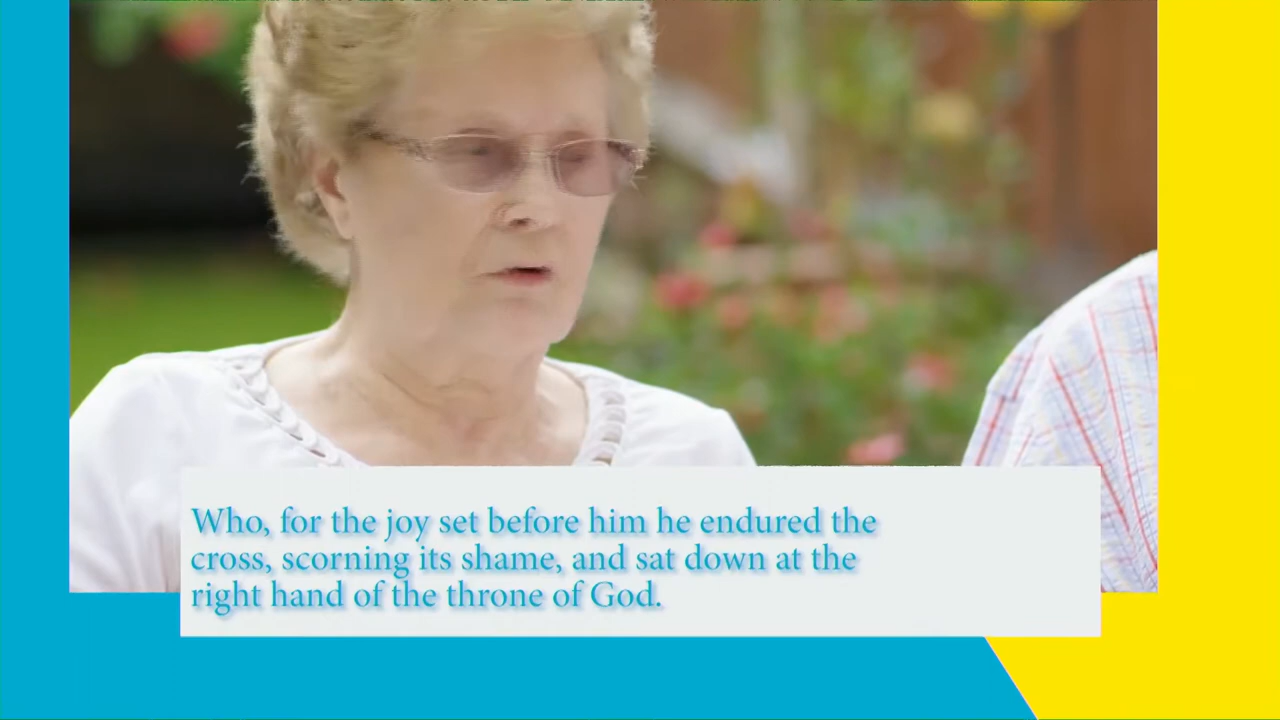 Who, for the joy set before him he endured the
cross, scorning its shame, and sat down at the
right hand of the throne of God.